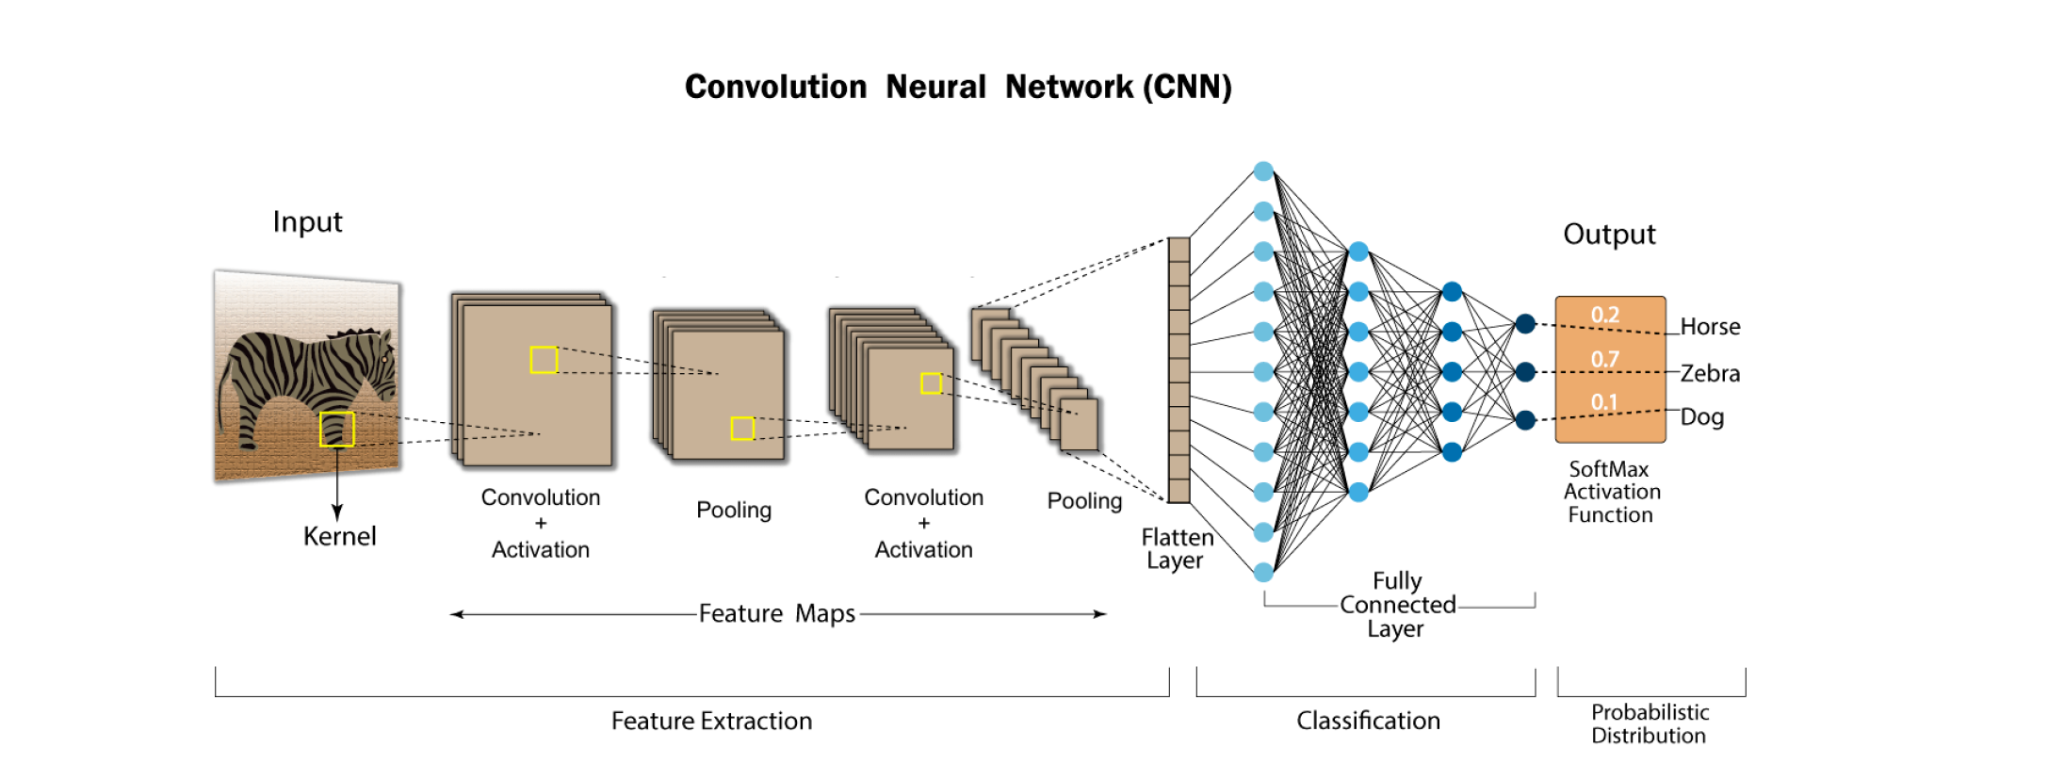 Convolution Neural Network (CNN)
Input
Output
0.2
Horse
0.7
Zebra
0.1
Dog
SoftMax
Activation
Function
Kernel
Convolution
+
Activation
Pooling
Convolution
+
Activation
Pooling
Flatten
Layer
Feature Maps
Fully
Connected
Layer
Feature Extraction
Classification
Probabilistic
Distribution